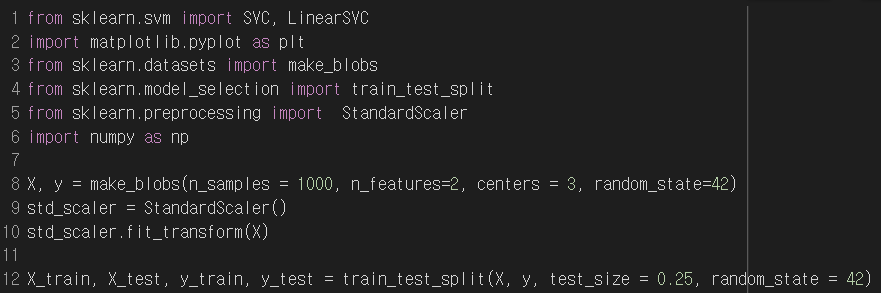 1 from sklearn.svm import SVC, LinearSVC
2 import matplotlib.pyplot as plt
3 from sklearn.datasets import make_blobs
4 from sklearn.model_selection import train_test_split
5 from sklearn.preprocessing import  StandardScaler
6 import numpy as np
7
8 X, y = make_blobs(n_samples = 1000, n_features=2, centers = 3, random_state=42)
9 std_scaler = StandardScaler()
10 std_scaler.fit_transform(X)
11
12 X_train, X_test, y_train, y_test = train_test_split(X, y, test_size = 0.25, random_state = 42)